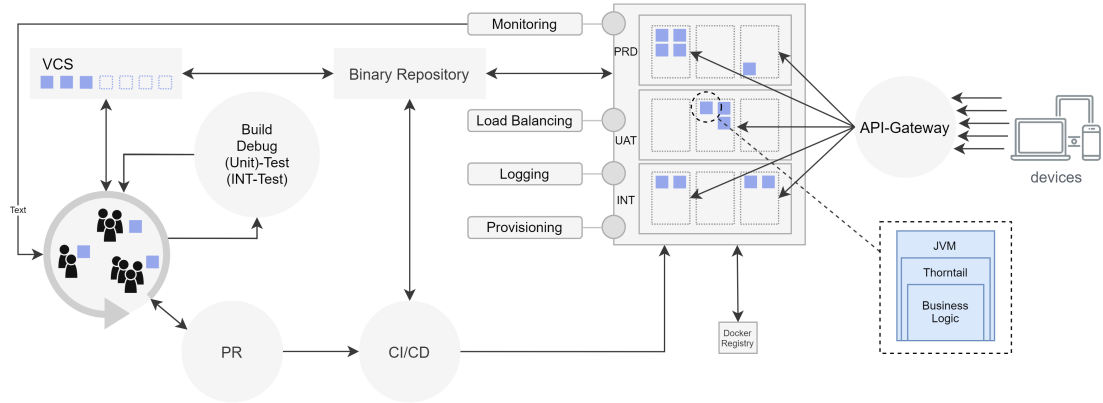 Monitoring
PRD
VCS
Binary Repository
Build
Debug
(Unit)-Test
(INT-Test)
Load Balancing
UAT
API-Gateway
devices
Logging
INT
Text
Provisioning
JVM
Thorntail
Business
Logic
Docker
Registry
PR
CI/CD